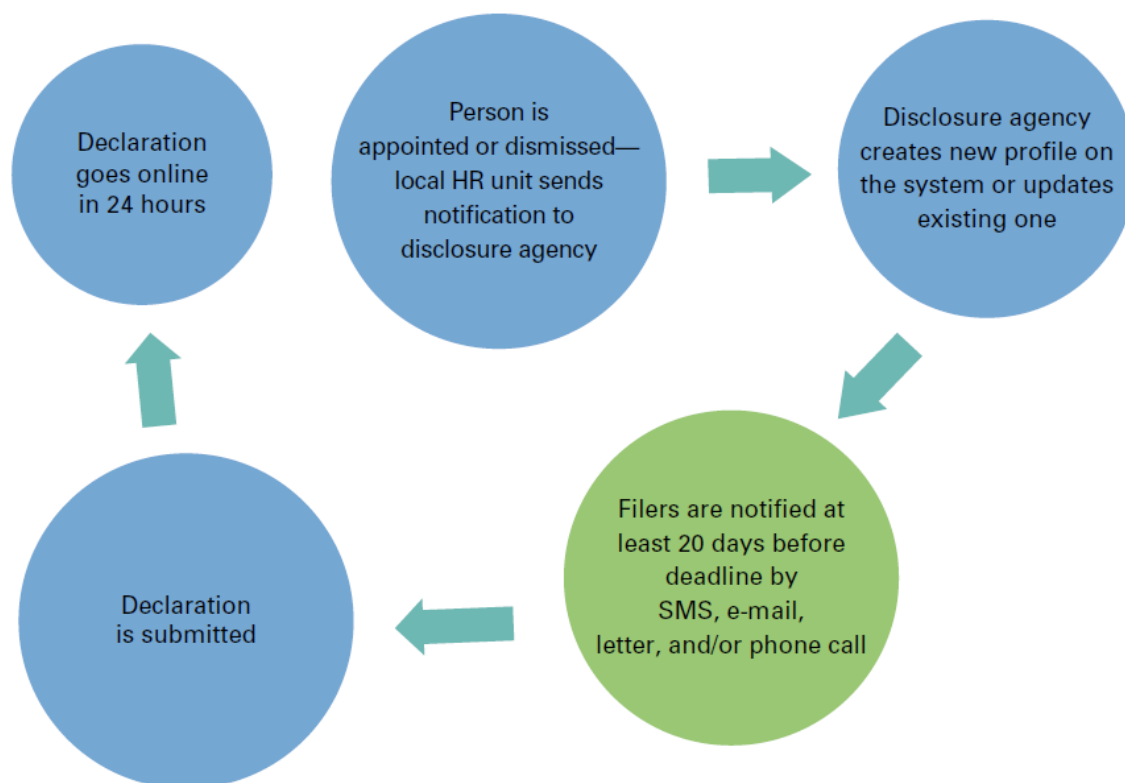 Declaration
goes online
in 24 hours
Person is
appointed or dismissed—
local HR unit sends
notification to
disclosure agency
Disclosure agency
creates new profile on
the system or updates
existing one
Filers are notified at
least 20 days before
deadline by
SMS, e-mail,
letter, and/or phone call
Declaration
is submitted